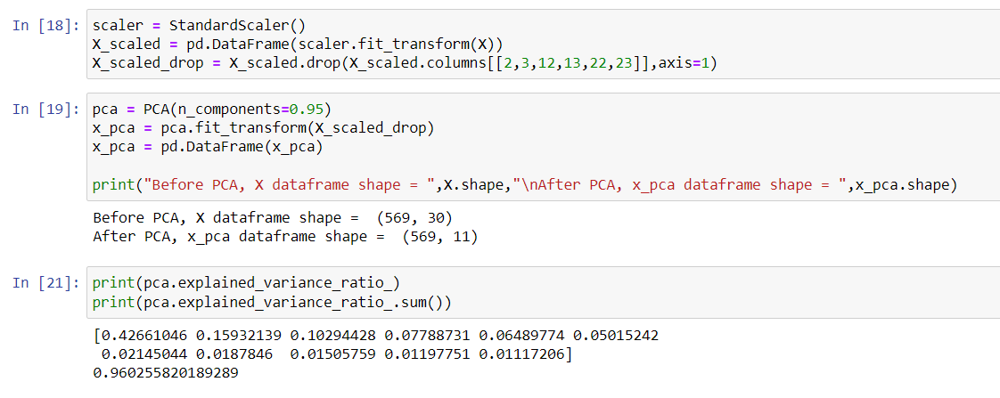 In [18]: scaler = StandardScaler()
X_scaled = pd.DataFrame(scaler.fit_transform(X))
X_scaled_drop = X_scaled.drop(X_scaled.columns[[2,3,12,13,22,23]],axis=1)
In [19]: pca = PCA(n_components=0.95)
x_pca = pca.fit_transform(X_scaled_drop)
x_pca = pd.DataFrame(x_pca)
print("Before PCA, X dataframe shape = ",X.shape,"\nAfter PCA, x_pca dataframe shape = ",x_pca.shape)
Before PCA, X dataframe shape =  (569, 30)
After PCA, x_pca dataframe shape =  (569, 11)
In [21]: print(pca.explained_variance_ratio_)
print(pca.explained_variance_ratio_.sum())
[0.42661046 0.15932139 0.10294428 0.07788731 0.06489774 0.05015242
 0.02145044 0.0187846  0.01505759 0.01197751 0.01117206]
0.960255820189289